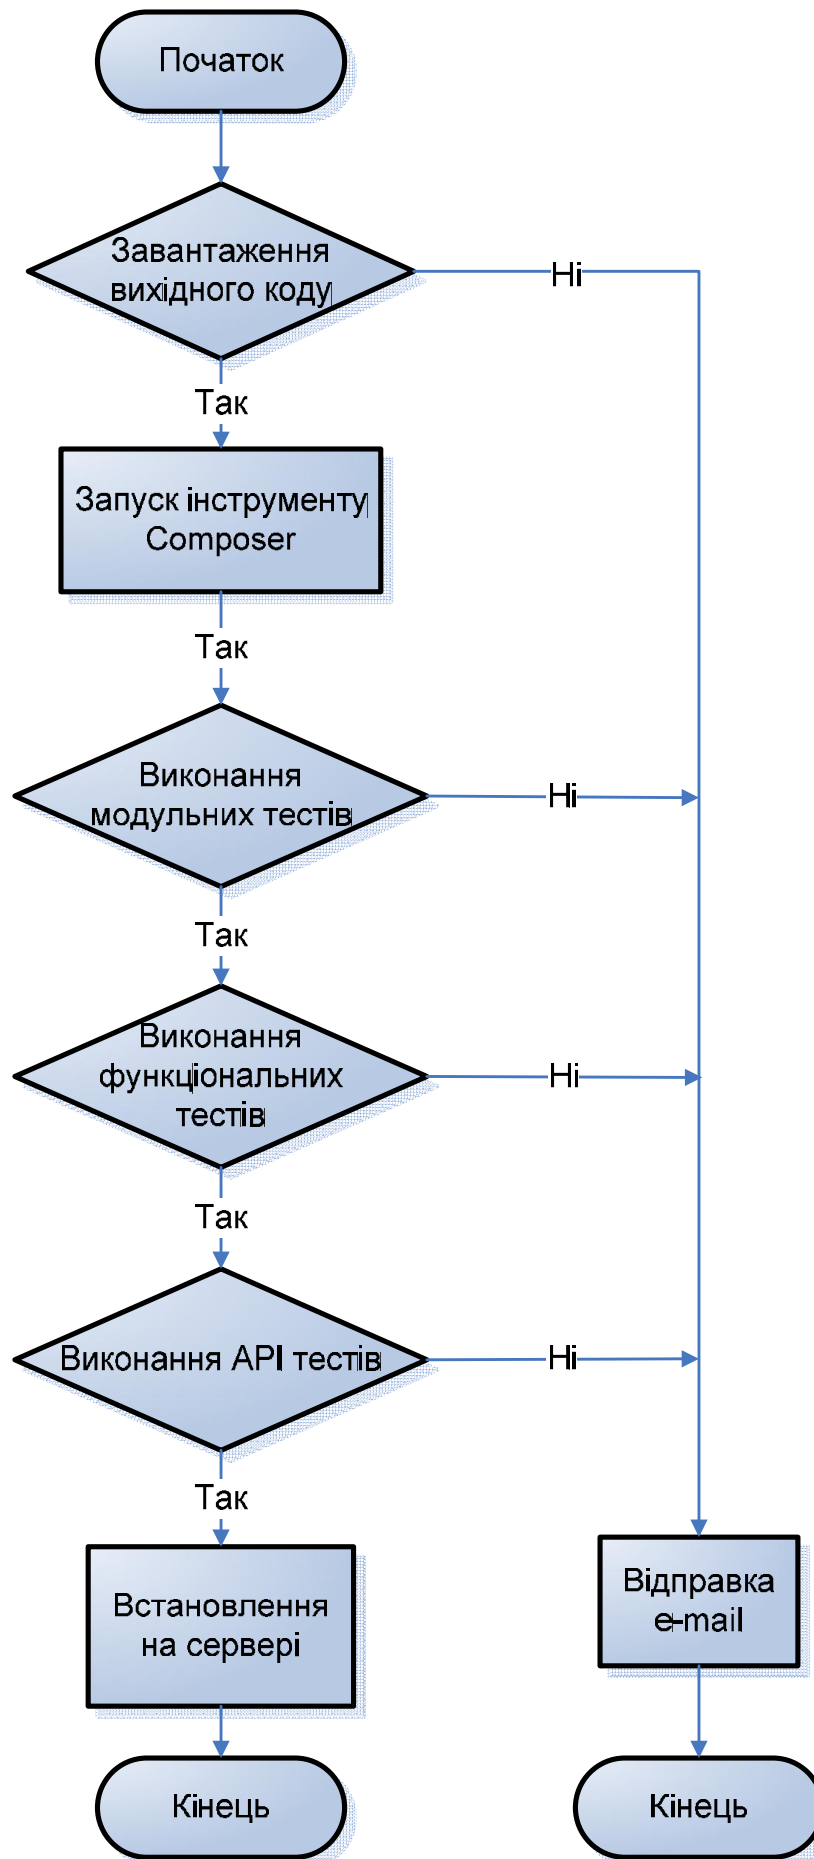 Початок
Завантаження
вихідного коду
Ні
Так
Запуск інструменту
Composer
Так
Виконання
модульних тестів
Ні
Так
Виконання
функціональних
тестів
Ні
Так
Виконання API тестів
Ні
Так
Встановлення
на сервері
Відправка
e-mail
Кінець
Кінець